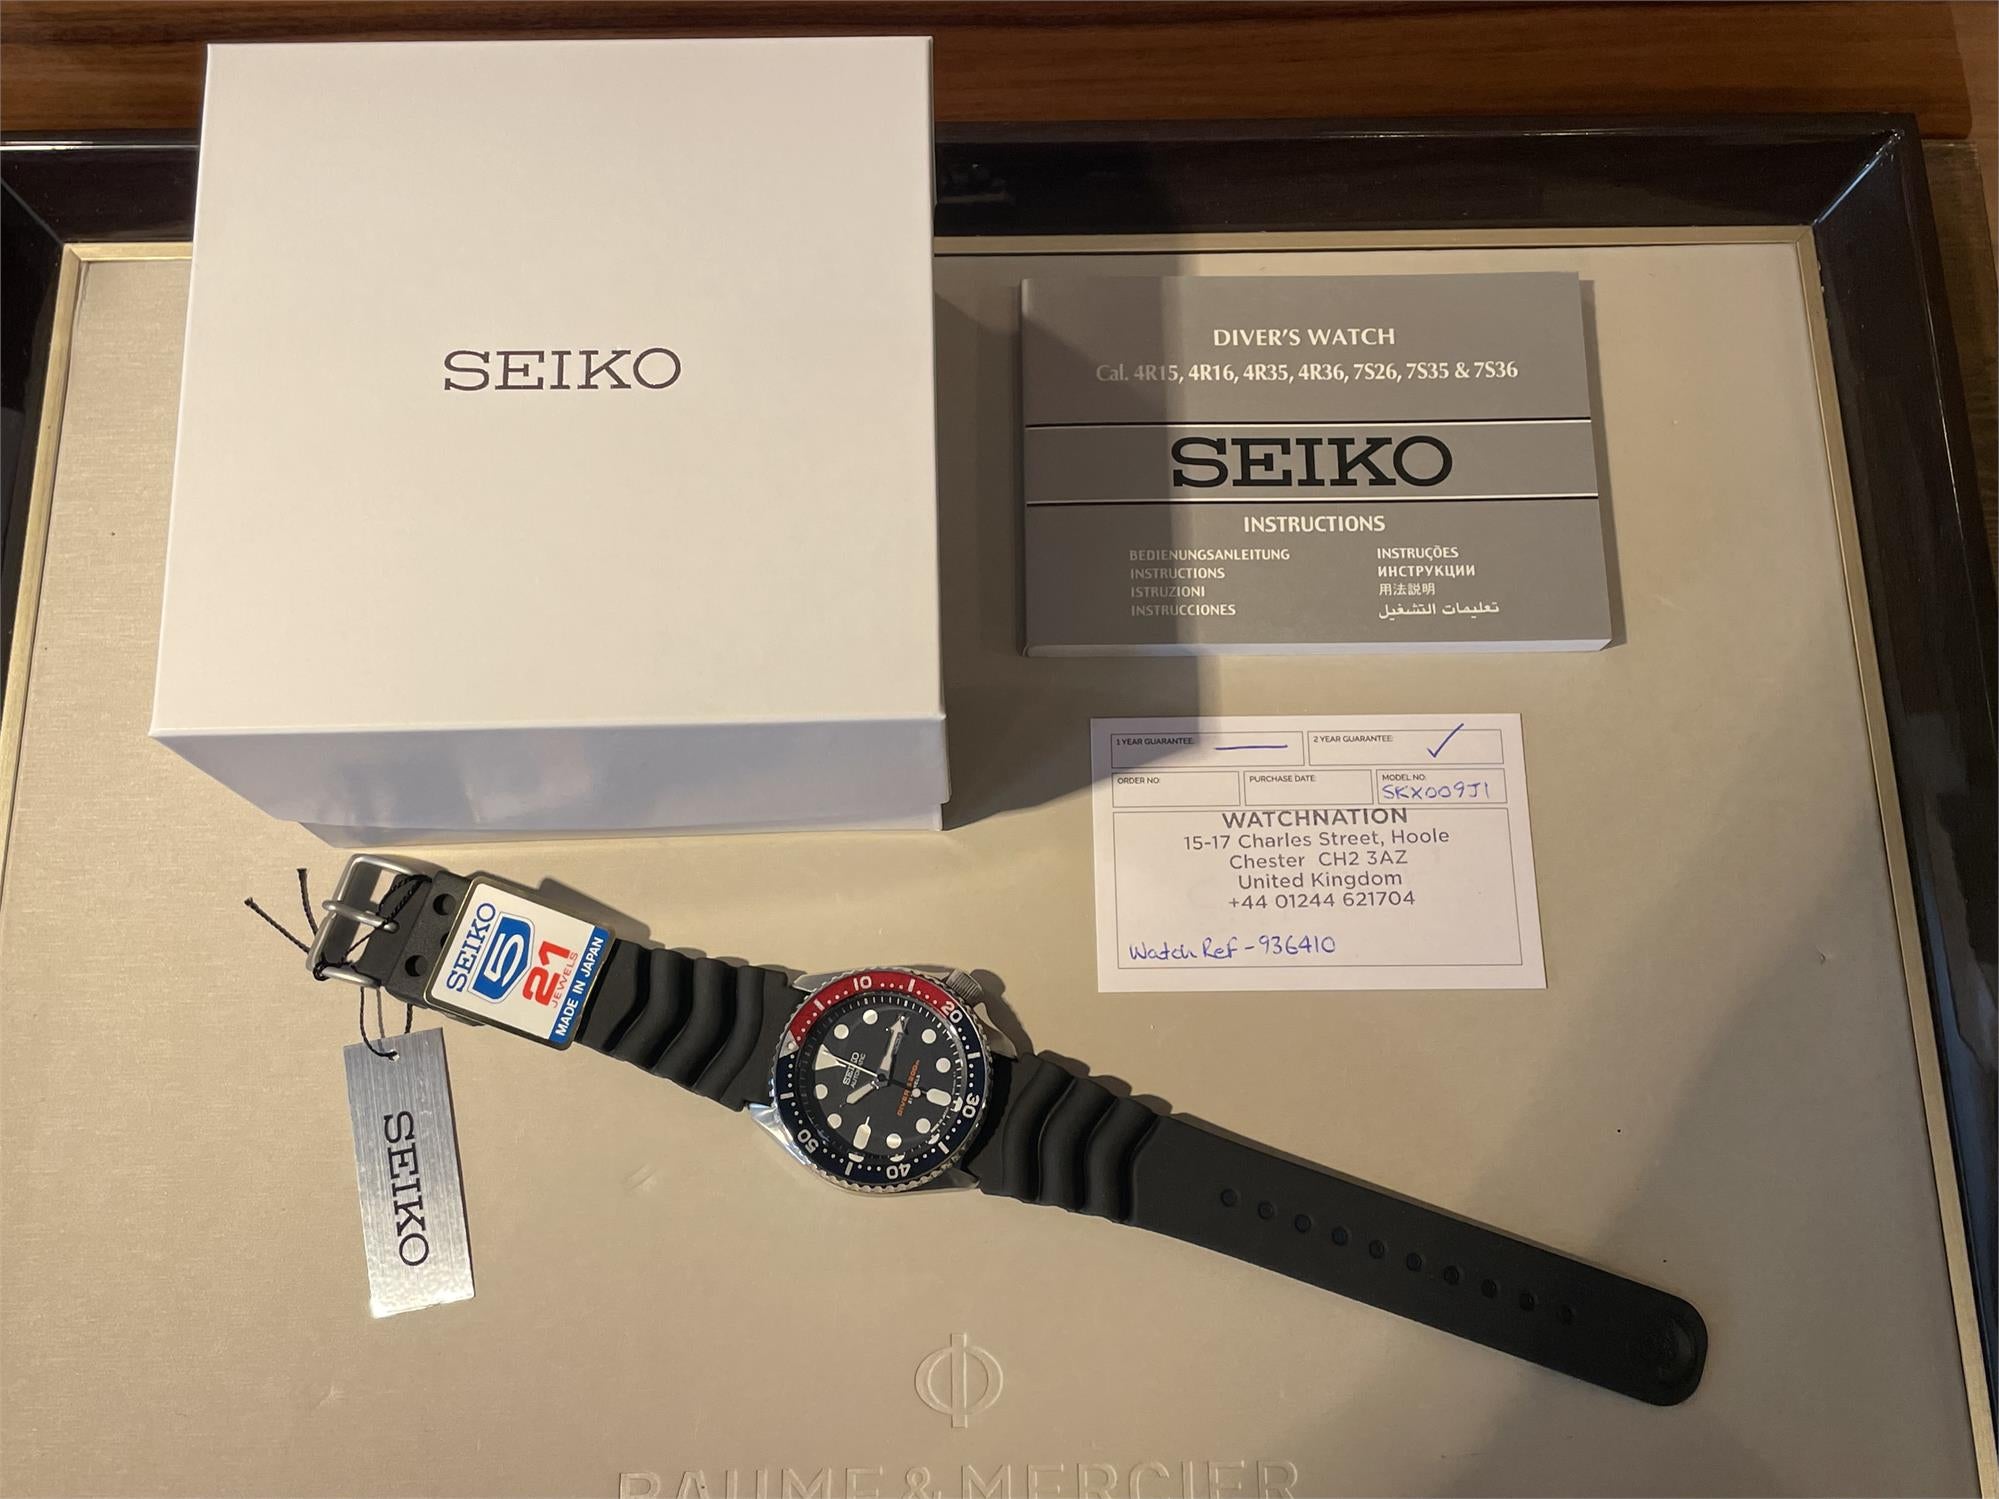 SEIKO
DIVER'S WATCH
Cal. 4R15, 4R16, 4R35, 4R36, 7S26, 7S35 & 7S36
SEIKO
INSTRUCTIONS
BEDIENUNGSANLEITUNG
INSTRUCTIONS
ISTRUZIONI
INSTRUCCIONES
INSTRUÇÕES
ИНСТРУКЦИИ
用法説明
تعليمات التشغيل
1 YEAR GUARANTEE:
2 YEAR GUARANTEE:
ORDER NO:
PURCHASE DATE:
MODEL NO:
SKX009J1
WATCHNATION
15-17 Charles Street, Hoole
Chester CH2 3AZ
United Kingdom
+44 01244 621704
Watch Ref - 936410
SEIKO
5
21
JEWELS
MADE IN JAPAN
SEIKO
10
20
30
40
50
SEIKO
AUTOMATIC
DIVER'S 200m
BAUME & MERCIER